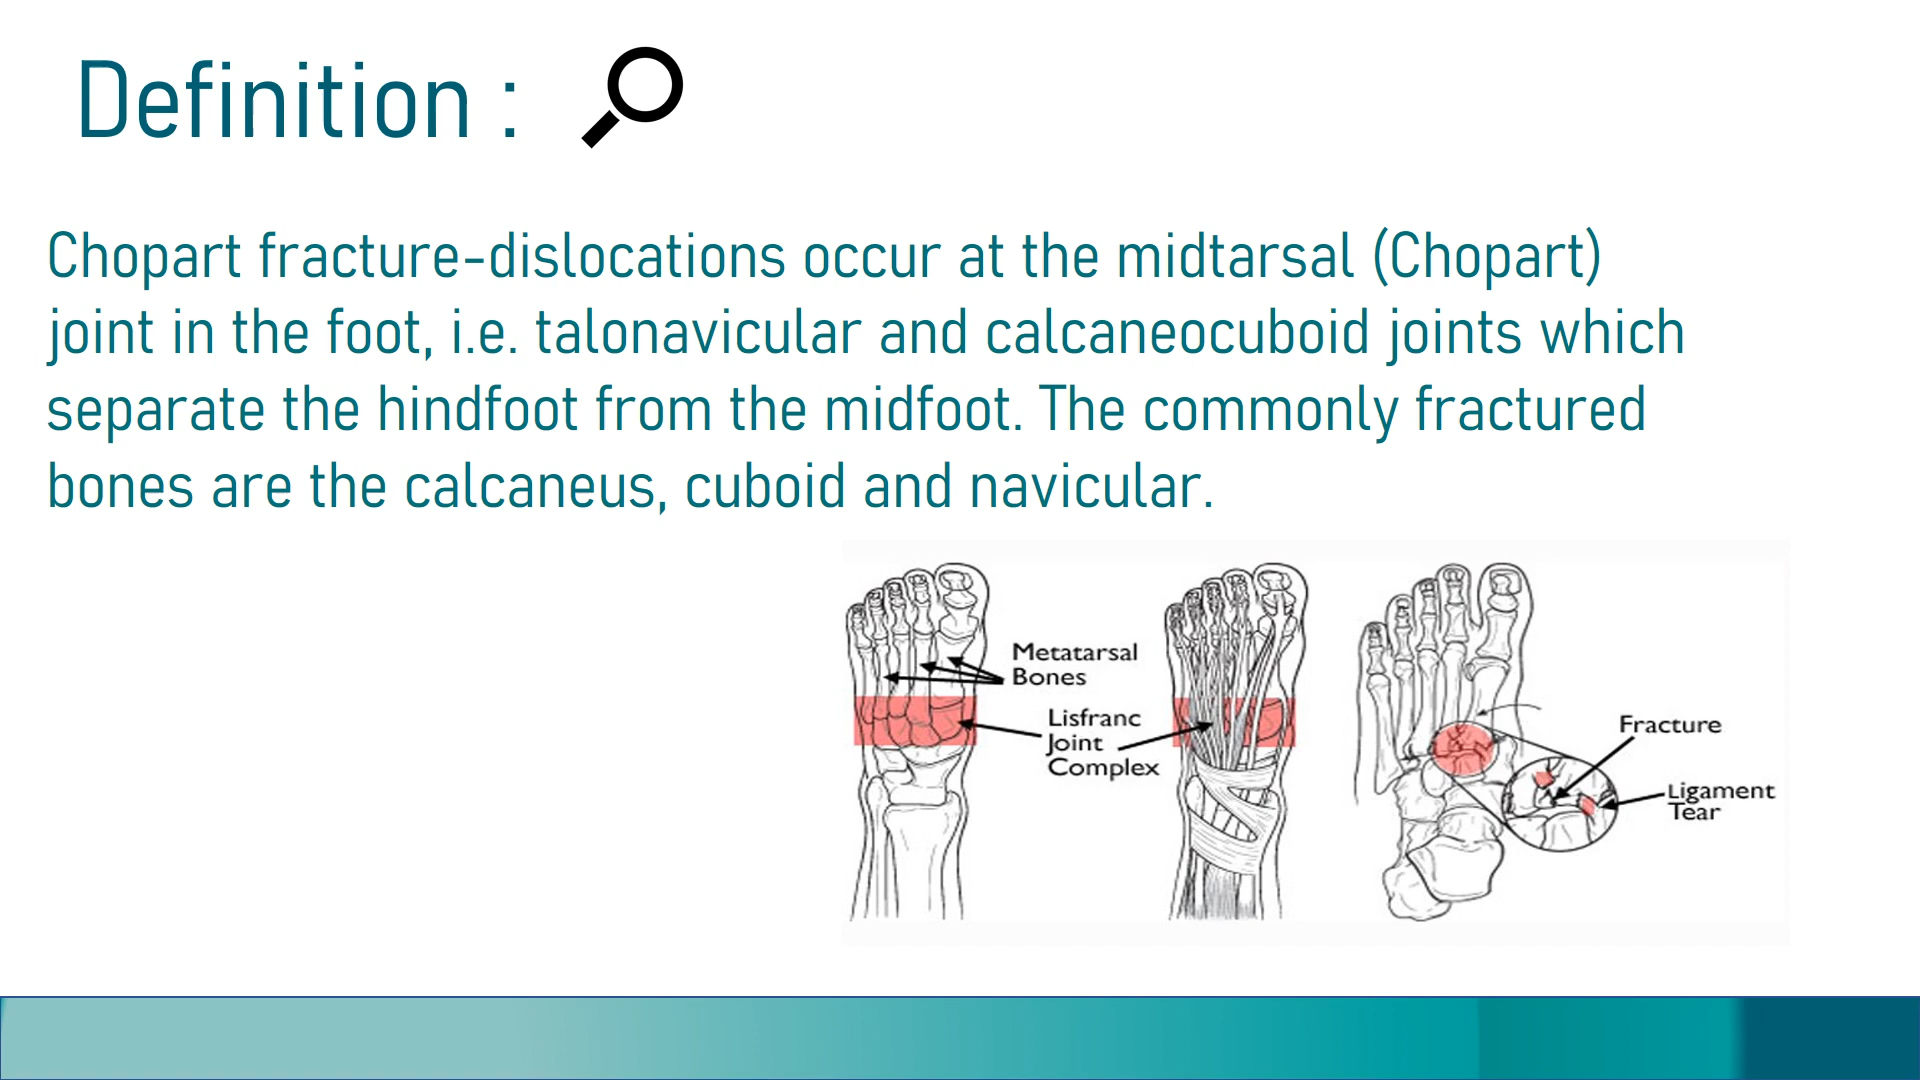 Definition :
Chopart fracture-dislocations occur at the midtarsal (Chopart)
joint in the foot, i.e. talonavicular and calcaneocuboid joints which
separate the hindfoot from the midfoot. The commonly fractured
bones are the calcaneus, cuboid and navicular.
Metatarsal
Bones
Lisfranc
Joint
Complex
Fracture
Ligament
Tear